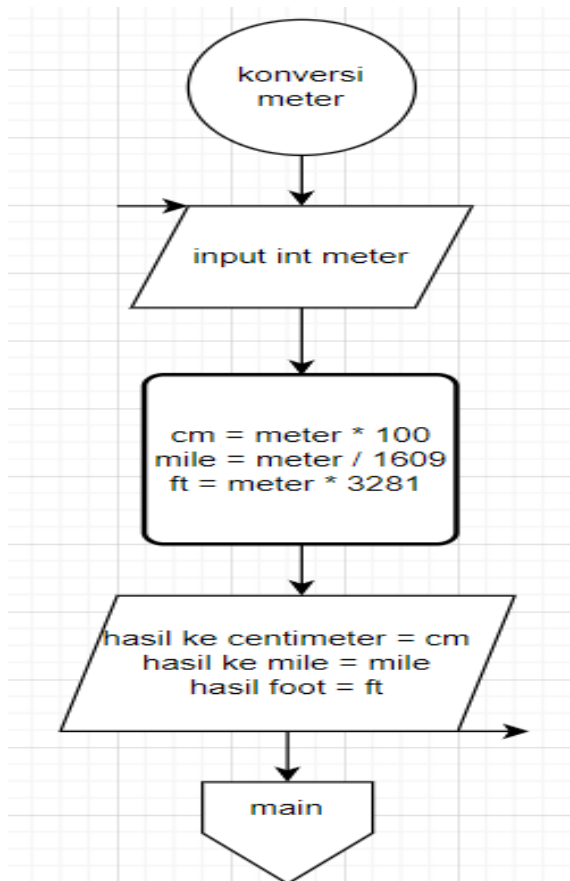 konversi
meter
input int meter
cm = meter * 100
mile = meter / 1609
ft = meter * 3281
hasil ke centimeter = cm
hasil ke mile = mile
hasil foot = ft
main